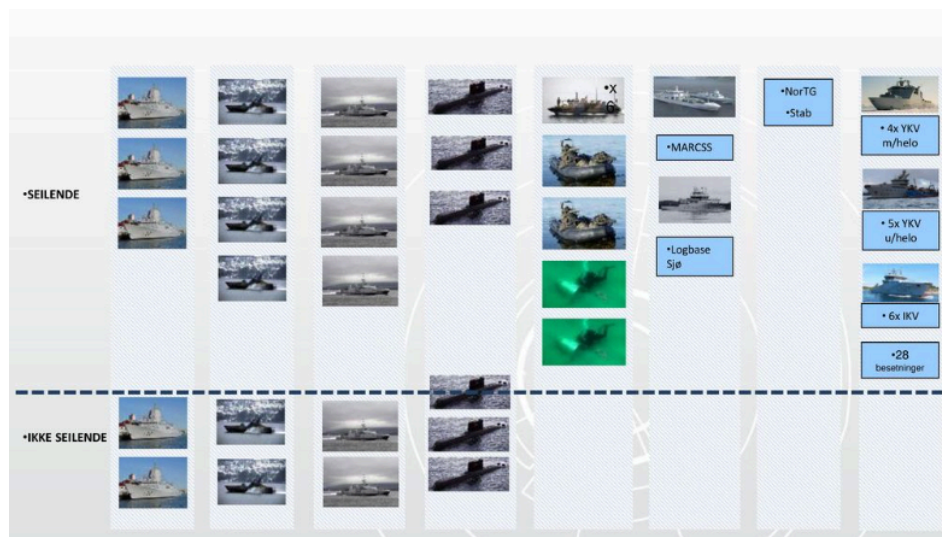 •SEILENDE
•x
6
•MARCSS
•Logbase
Sjø
•NorTG
•Stab
•4x YKV
m/helo
•5x YKV
u/helo
•6x IKV
•28
besetninger
•IKKE SEILENDE